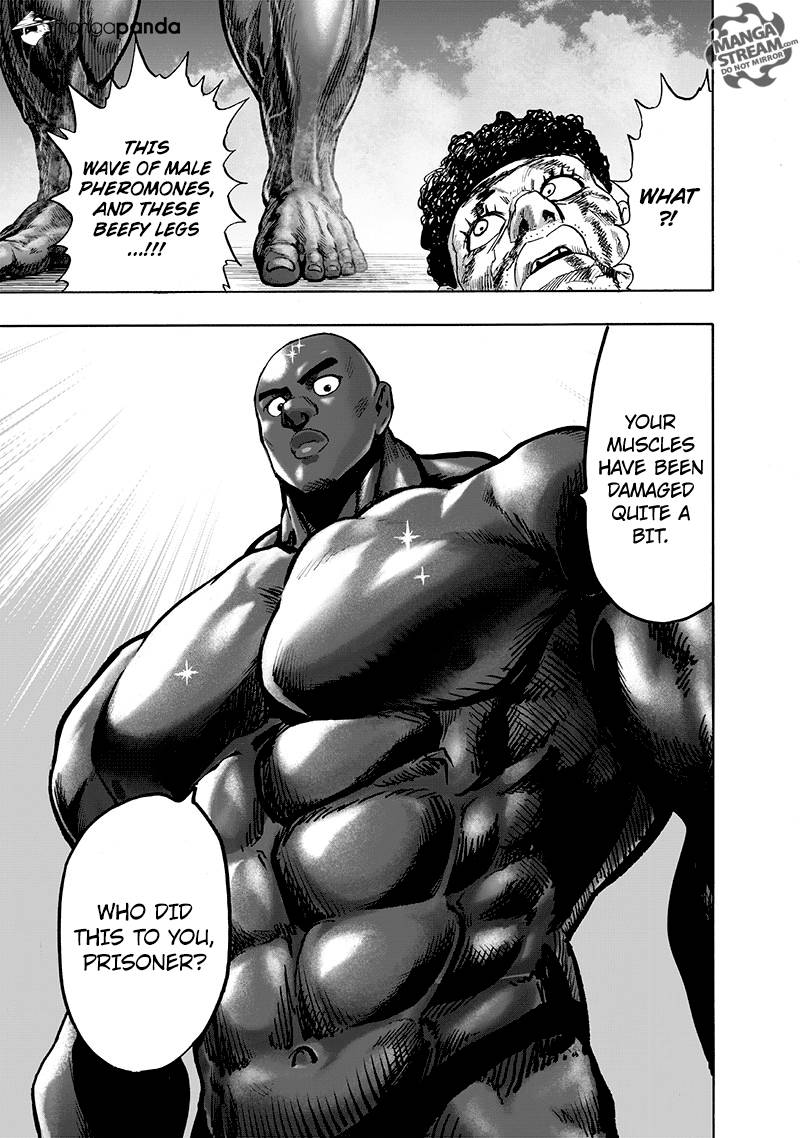 mangapanda
MANGA
STREAM.com
DO NOT MIRROR!
WHAT
?!
THIS
WAVE OF MALE
PHEROMONES,
AND THESE
BEEFY LEGS
...!!!
YOUR
MUSCLES
HAVE BEEN
DAMAGED
QUITE A
BIT.
WHO DID
THIS TO YOU,
PRISONER?